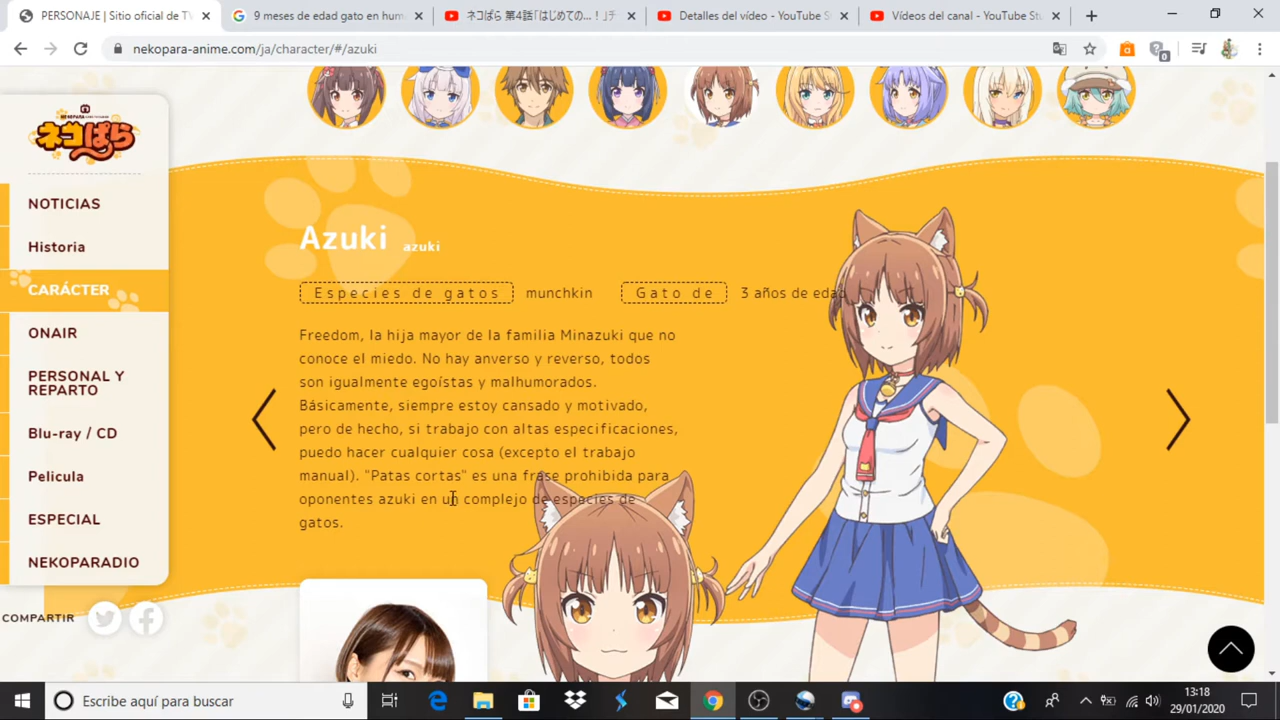 PERSONAJE | Sitio oficial de TV
9 meses de edad gato en huma
ネコぱら 第4話「はじめての…！」チ
Detalles del vídeo - YouTube S
Vídeos del canal - YouTube Stu
nekopara-anime.com/ja/character/#/azuki
ネコぱら
NOTICIAS
Historia
CARÁCTER
ONAIR
PERSONAL Y
REPARTO
Blu-ray / CD
Pelicula
ESPECIAL
NEKOPARADIO
COMPARTIR
Azuki azuki
Especies de gatos munchkin Gato de 3 años de edad
Freedom, la hija mayor de la familia Minazuki que no
conoce el miedo. No hay anverso y reverso, todos
son igualmente egoístas y malhumorados.
Básicamente, siempre estoy cansado y motivado,
pero de hecho, si trabajo con altas especificaciones,
puedo hacer cualquier cosa (excepto el trabajo
manual). "Patas cortas" es una frase prohibida para
oponentes azuki en un complejo de especies de
gatos.
Escribe aquí para buscar
13:18
29/01/2020